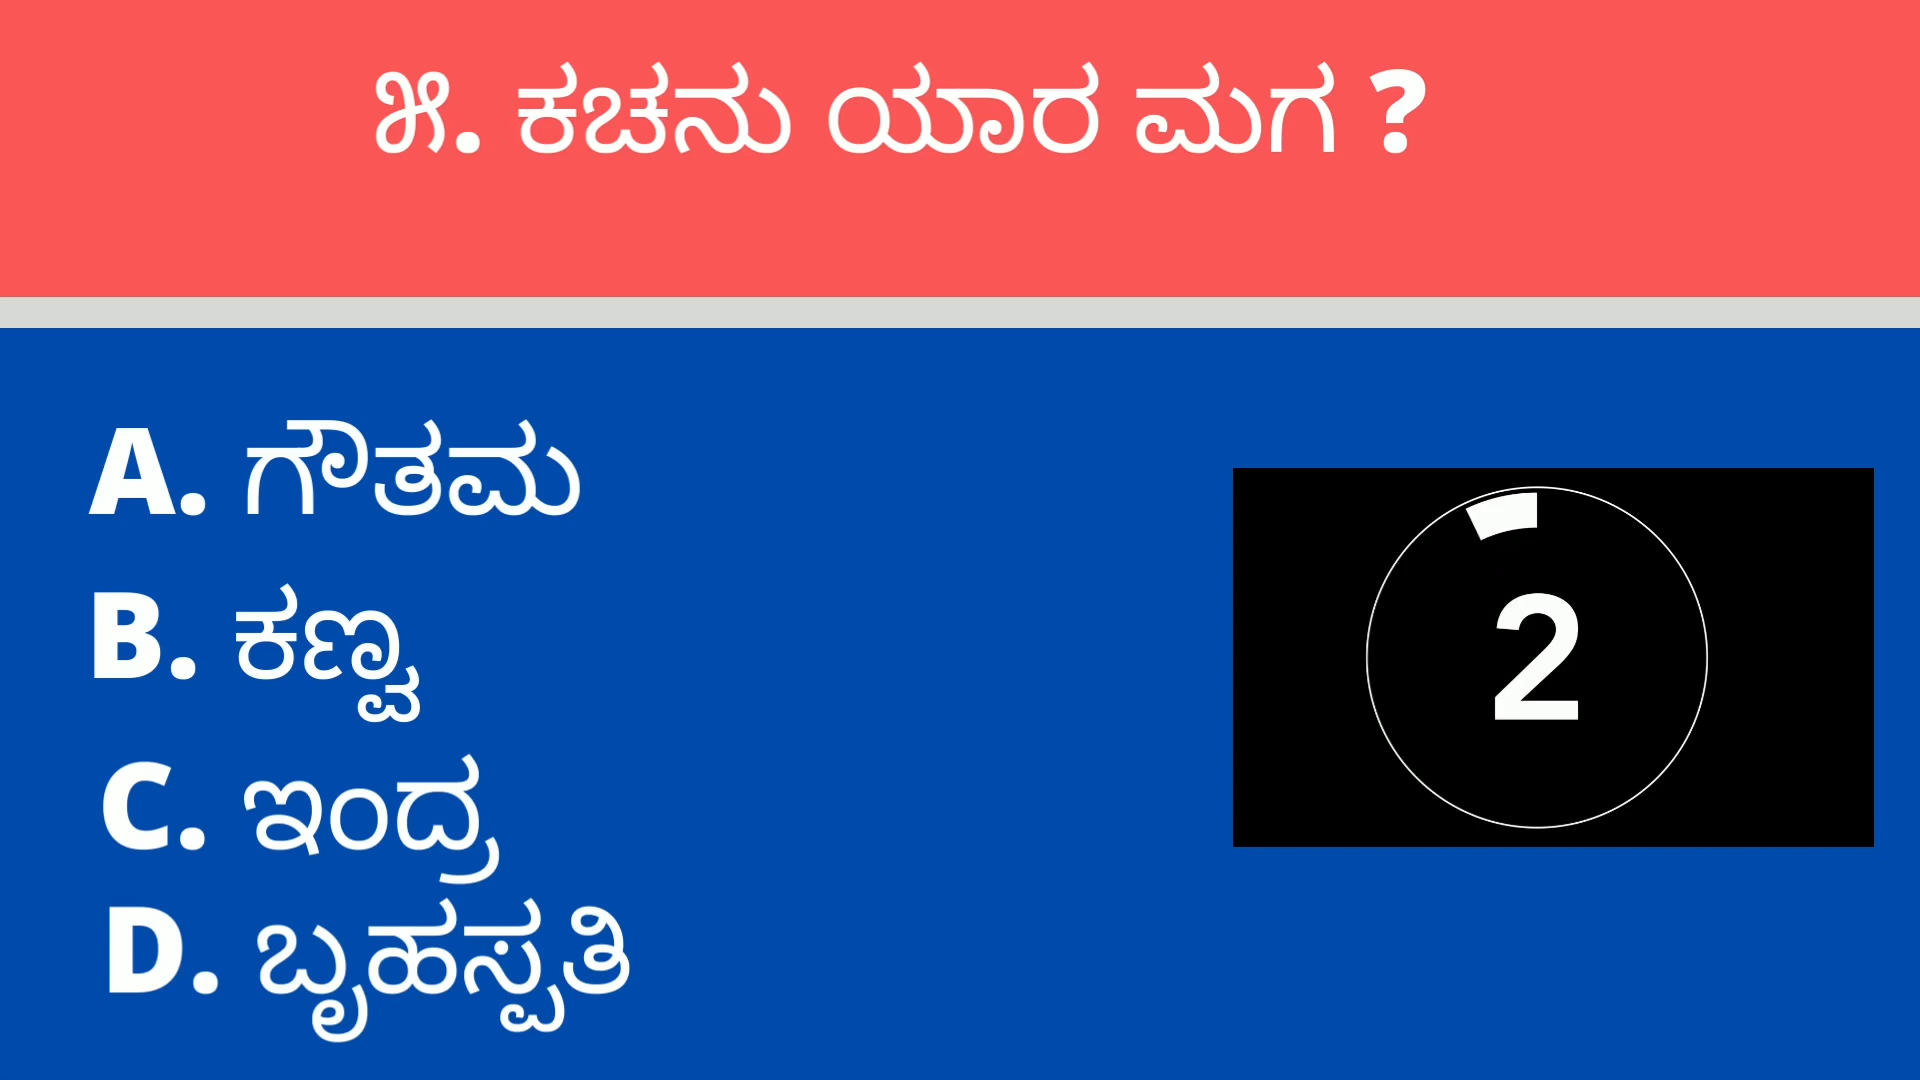 ೫. ಕಚನು ಯಾರ ಮಗ ?
A. ಗೌತಮ
B. ಕಣ್ವ
2
C. ಇಂದ್ರ
D. ಬೃಹಸ್ಪತಿ